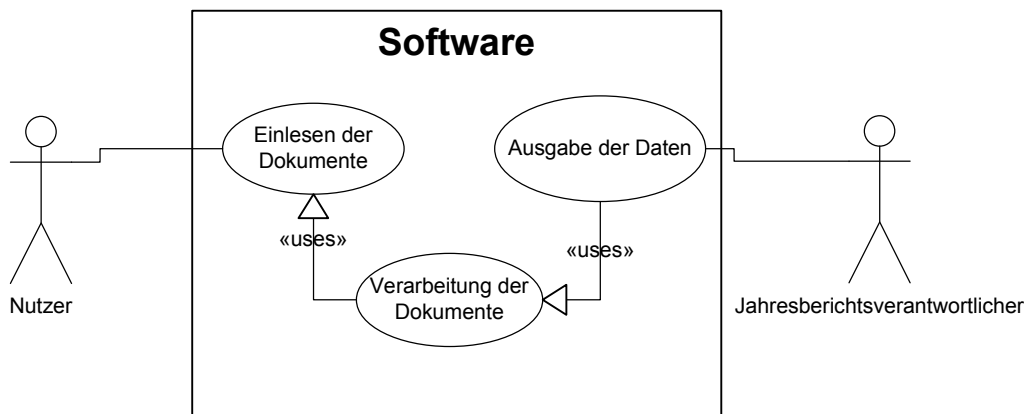 Software
Einlesen der
Dokumente
Ausgabe der Daten
«uses»
«uses»
Verarbeitung der
Dokumente
Nutzer
Jahresberichtsverantwortlicher